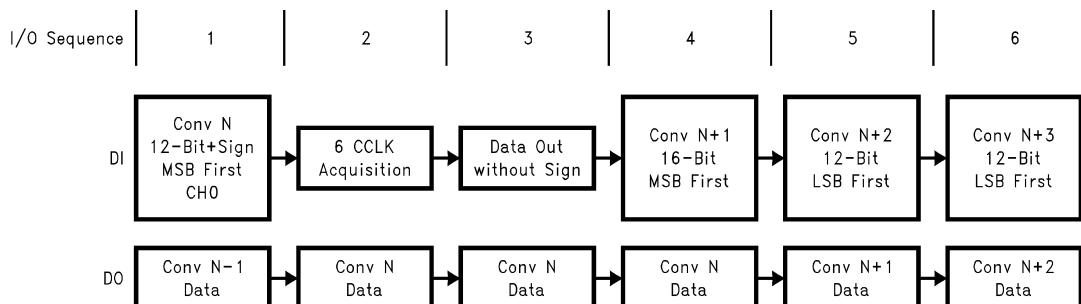 I/O Sequence 1 2 3 4 5 6
DI
Conv N
12-Bit+Sign
MSB First
CH0
6 CCLK
Acquisition
Data Out
without Sign
Conv N+1
16-Bit
MSB First
Conv N+2
12-Bit
LSB First
Conv N+3
12-Bit
LSB First
DO
Conv N-1
Data
Conv N
Data
Conv N
Data
Conv N
Data
Conv N+1
Data
Conv N+2
Data